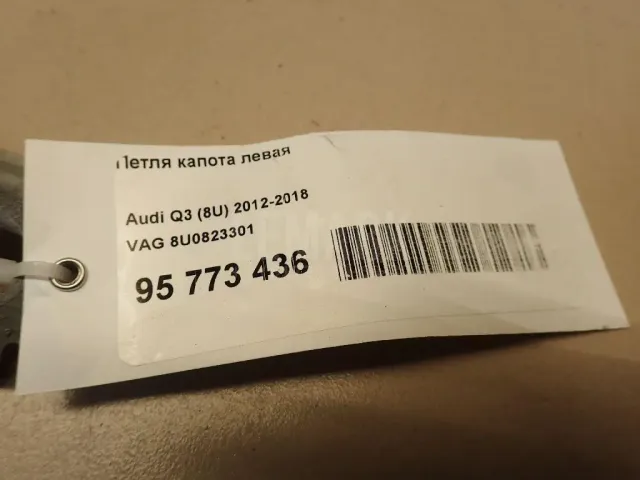 Петля капота левая
Audi Q3 (8U) 2012-2018
VAG 8U0823301
95 773 436